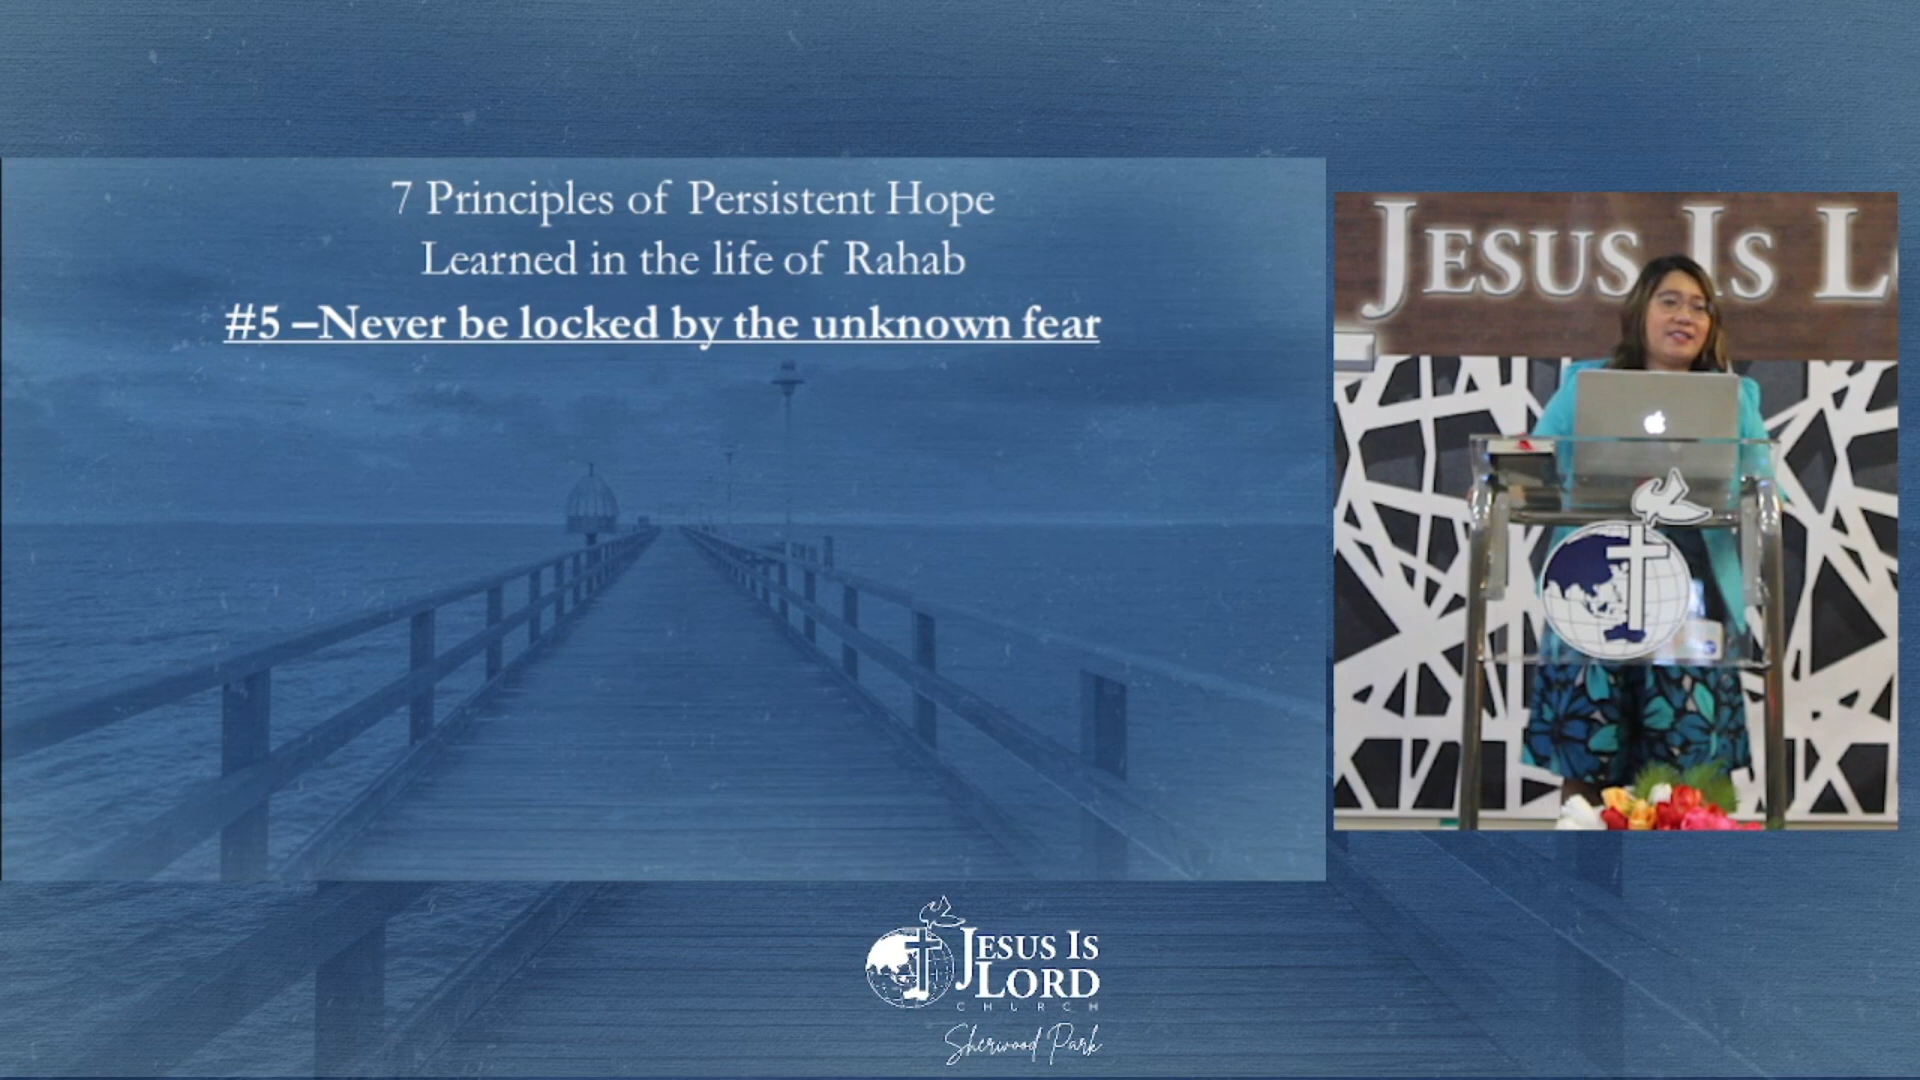 7 Principles of Persistent Hope
Learned in the life of Rahab
#5 –Never be locked by the unknown fear
JESUS IS L
JESUS IS
LORD
CHURCH
Sherwood Park